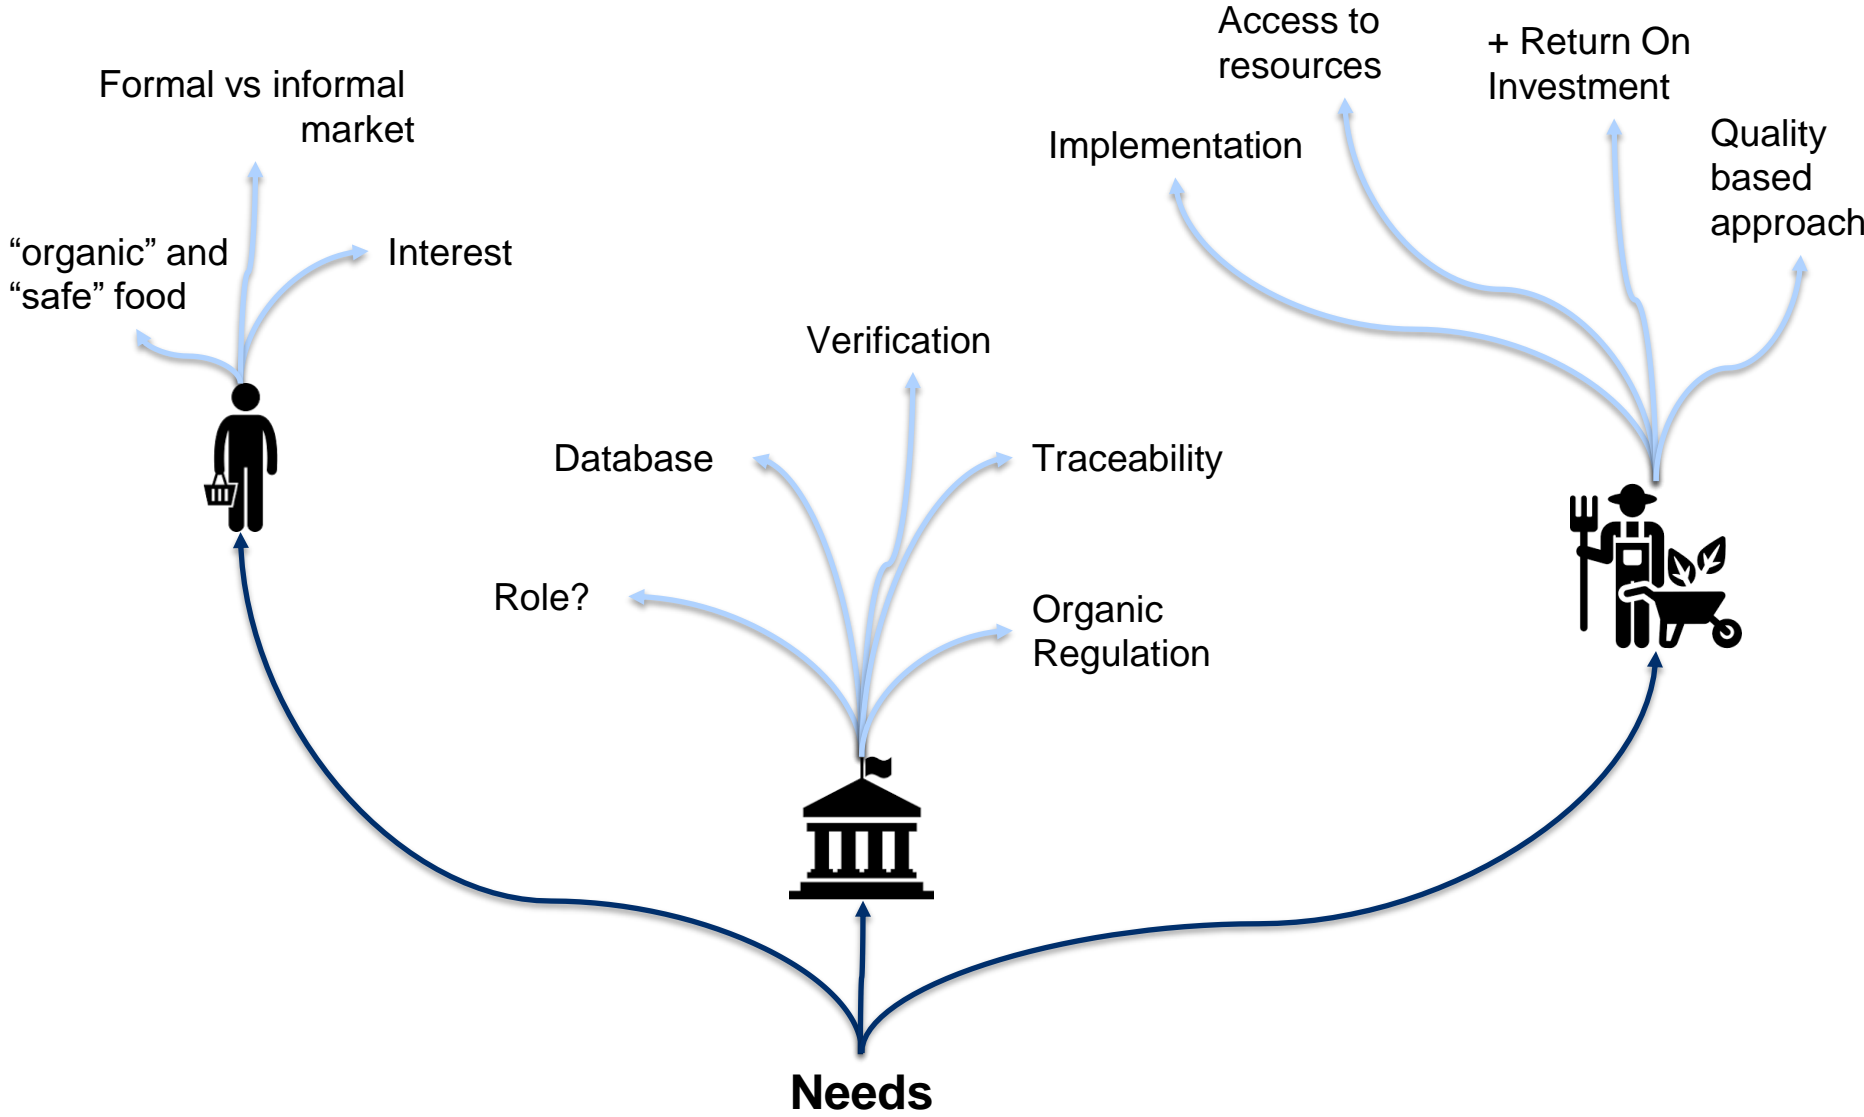 Formal vs informal
market
“organic” and
“safe” food
Interest
Verification
Database
Traceability
Role?
Organic
Regulation
Access to
resources
+ Return On
Investment
Implementation
Quality
based
approach
Needs